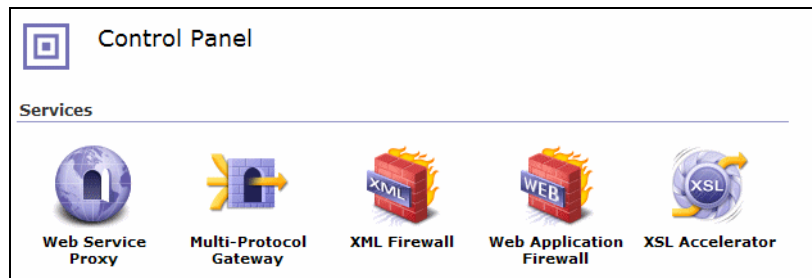 Control Panel
Services
XML
WEB
XSL
Web Service
Proxy
Multi-Protocol
Gateway
XML Firewall
Web Application
Firewall
XSL Accelerator